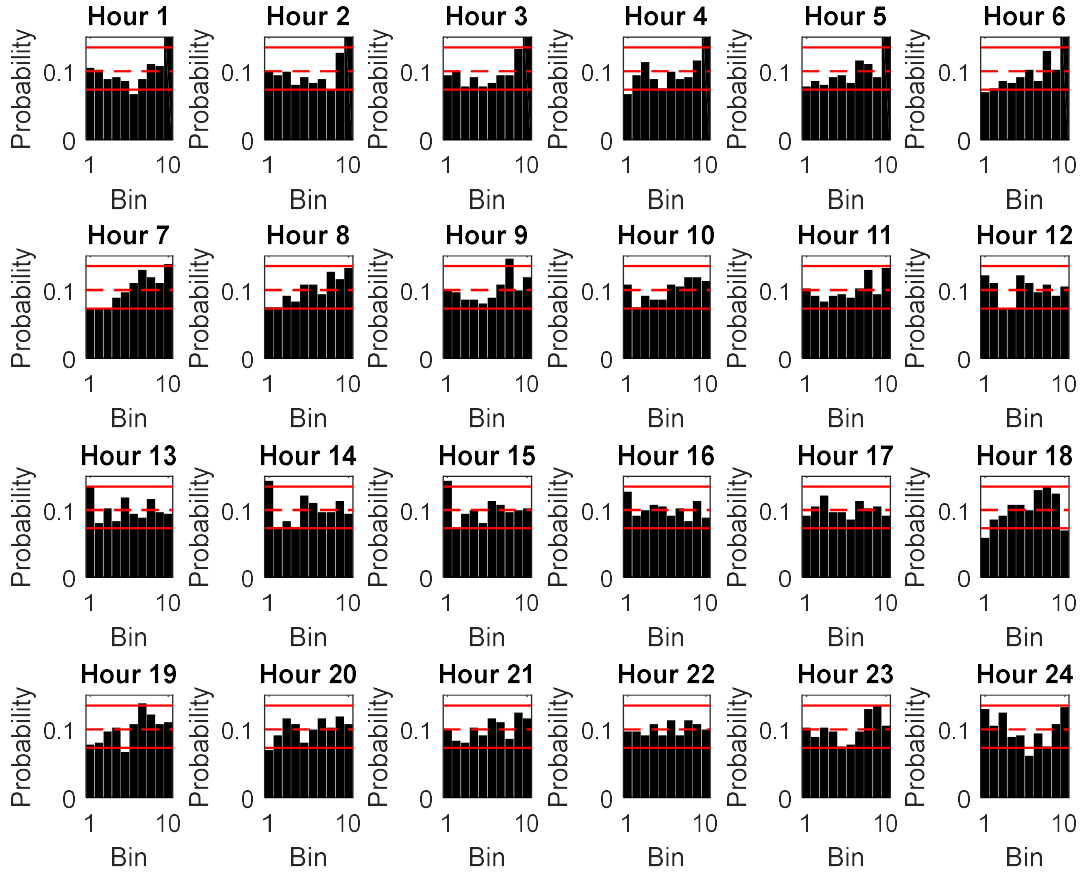 Hour 1 Hour 2 Hour 3 Hour 4 Hour 5 Hour 6
Probability Probability Probability Probability Probability Probability
0.1 0.1 0.1 0.1 0.1 0.1
0 0 0 0 0 0
1 10 1 10 1 10 1 10 1 10 1 10
Bin Bin Bin Bin Bin Bin
Hour 7 Hour 8 Hour 9 Hour 10 Hour 11 Hour 12
Probability Probability Probability Probability Probability Probability
0.1 0.1 0.1 0.1 0.1 0.1
0 0 0 0 0 0
1 10 1 10 1 10 1 10 1 10 1 10
Bin Bin Bin Bin Bin Bin
Hour 13 Hour 14 Hour 15 Hour 16 Hour 17 Hour 18
Probability Probability Probability Probability Probability Probability
0.1 0.1 0.1 0.1 0.1 0.1
0 0 0 0 0 0
1 10 1 10 1 10 1 10 1 10 1 10
Bin Bin Bin Bin Bin Bin
Hour 19 Hour 20 Hour 21 Hour 22 Hour 23 Hour 24
Probability Probability Probability Probability Probability Probability
0.1 0.1 0.1 0.1 0.1 0.1
0 0 0 0 0 0
1 10 1 10 1 10 1 10 1 10 1 10
Bin Bin Bin Bin Bin Bin